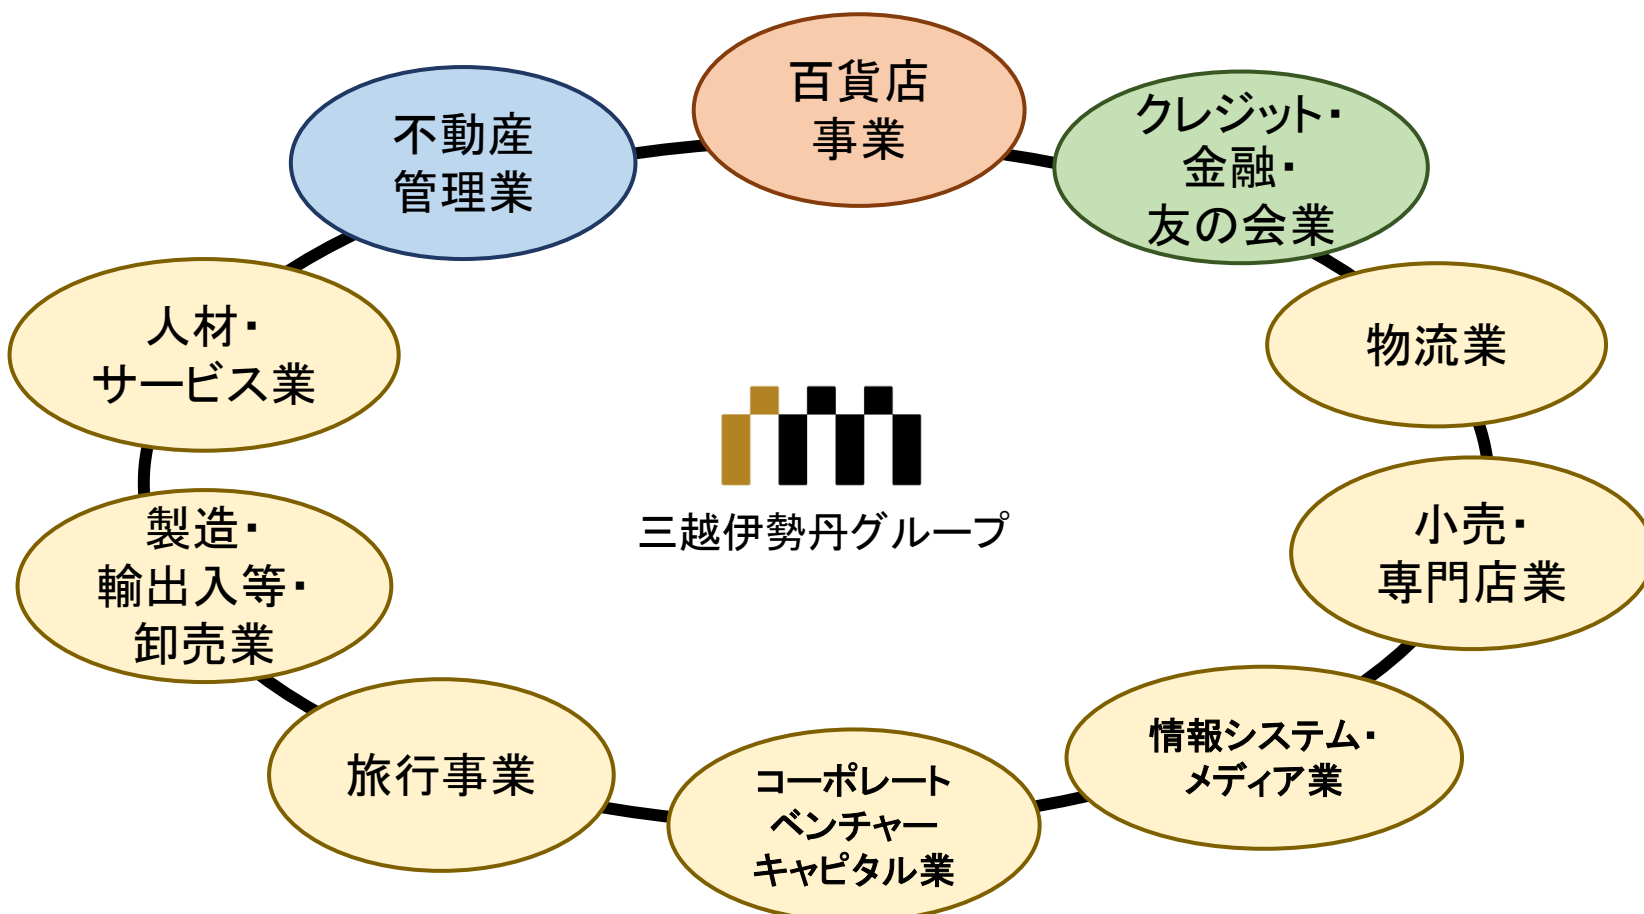 百貨店
事業
不動産
管理業
クレジット・
金融・
友の会業
人材・
サービス業
物流業
三越伊勢丹グループ
製造・
輸出入等・
卸売業
小売・
専門店業
旅行事業
コーポレート
ベンチャー
キャピタル業
情報システム・
メディア業